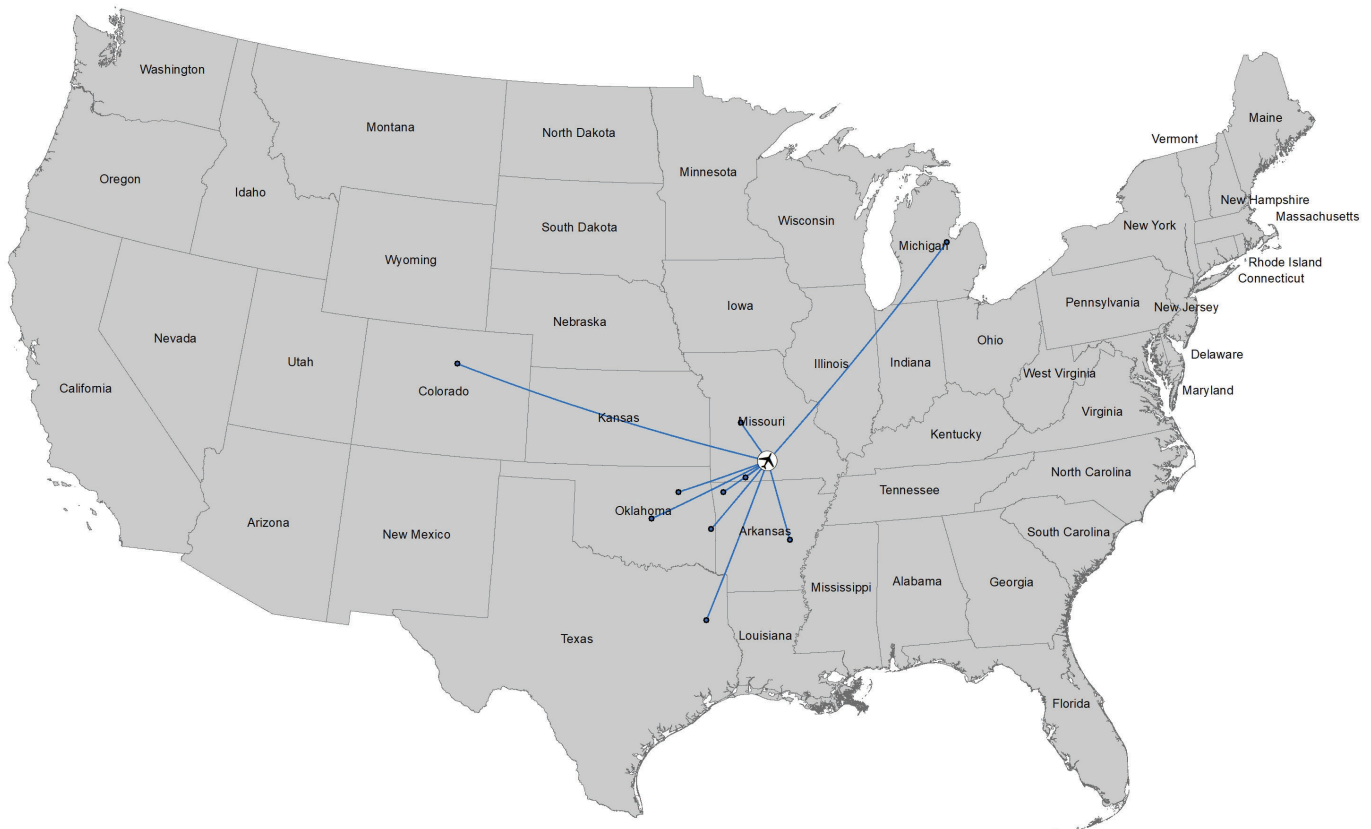 Washington
Montana
North Dakota
Minnesota
Vermont
Maine
Oregon
Idaho
Wisconsin
Michigan
New Hampshire
Massachusetts
New York
South Dakota
Wyoming
Rhode Island
Connecticut
Iowa
Pennsylvania
New Jersey
Nebraska
Nevada
Utah
Ohio
Illinois
Indiana
Delaware
California
Colorado
West Virginia
Maryland
Kansas
Missouri
Virginia
Kentucky
North Carolina
Tennessee
Oklahoma
Arizona
New Mexico
Arkansas
South Carolina
Mississippi
Alabama
Georgia
Texas
Louisiana
Florida